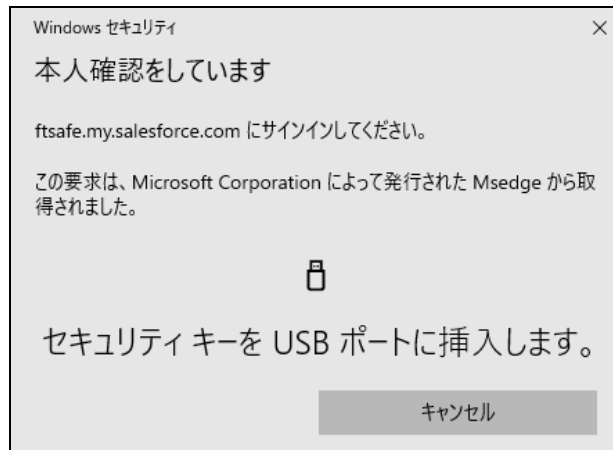 Windows セキュリティ
本人確認をしています
ftsafe.my.salesforce.com にサインインしてください。
この要求は、Microsoft Corporation によって発行された Msedge から取
得されました。
セキュリティ キーを USB ポートに挿入します。
キャンセル